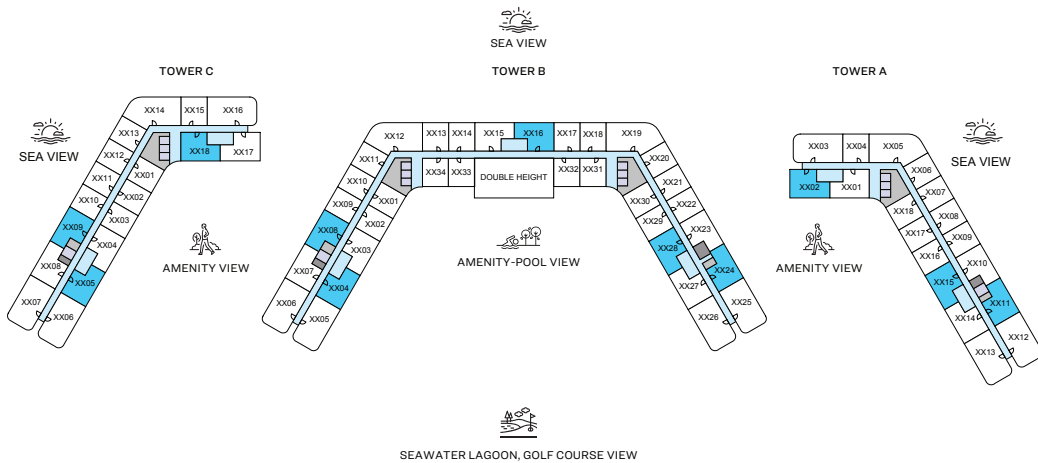 SEA VIEW
TOWER C
TOWER B
TOWER A
SEA VIEW
SEA VIEW
XX14
XX15
XX16
XX13
XX12
XX18
XX17
XX11
XX01
XX10
XX02
XX09
XX03
XX04
XX08
XX05
XX07
XX06
AMENITY VIEW
XX12
XX13
XX14
XX15
XX16
XX17
XX18
XX19
XX11
XX34
XX33
DOUBLE HEIGHT
XX32
XX31
XX20
XX10
XX01
XX30
XX21
XX09
XX02
XX29
XX22
XX08
XX03
XX28
XX23
XX07
XX04
XX27
XX24
XX06
XX05
XX26
XX25
AMENITY-POOL VIEW
XX03
XX04
XX05
XX02
XX01
XX06
XX07
XX18
XX08
XX17
XX09
XX16
XX10
XX15
XX11
XX14
XX12
XX13
AMENITY VIEW
SEAWATER LAGOON, GOLF COURSE VIEW